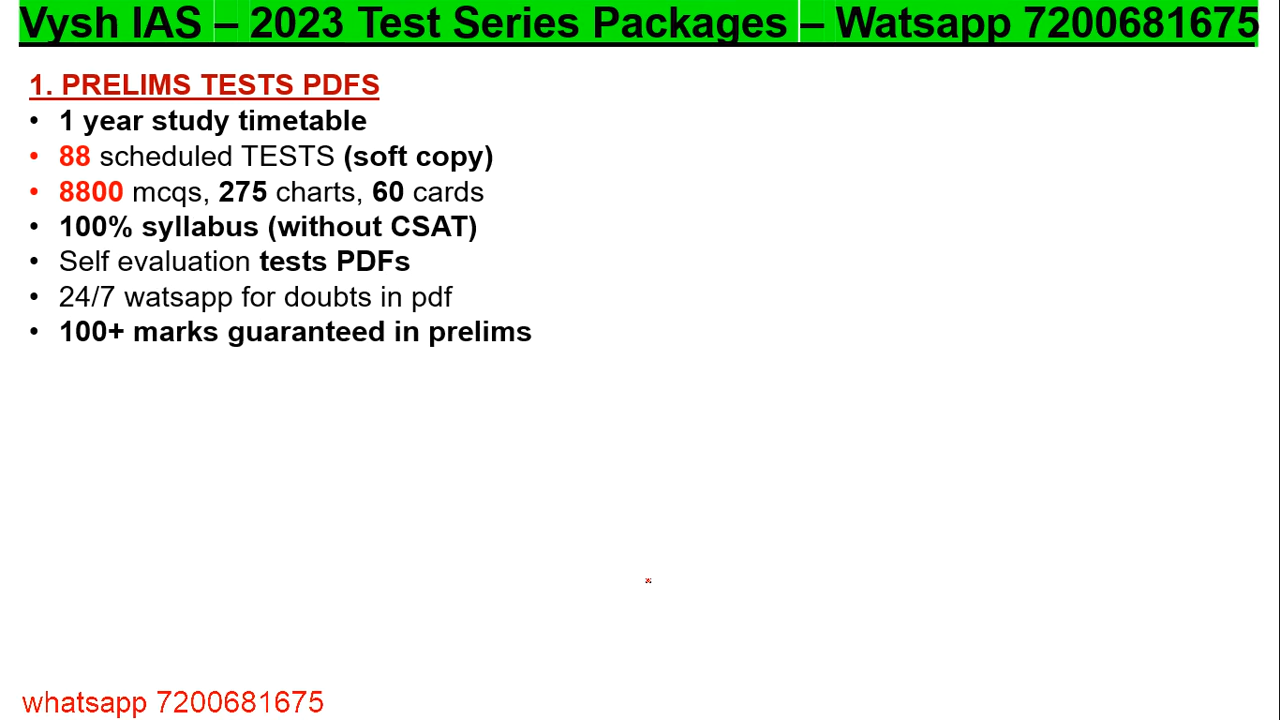 Vysh IAS – 2023 Test Series Packages – Watsapp 7200681675
1. PRELIMS TESTS PDFS
• 1 year study timetable
• 88 scheduled TESTS (soft copy)
• 8800 mcqs, 275 charts, 60 cards
• 100% syllabus (without CSAT)
• Self evaluation tests PDFs
• 24/7 watsapp for doubts in pdf
• 100+ marks guaranteed in prelims
whatsapp 7200681675